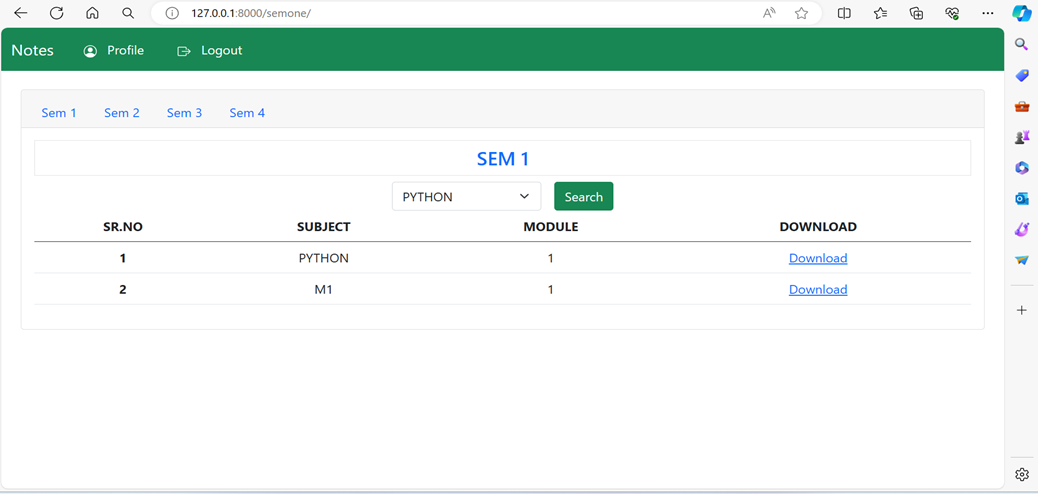 127.0.0.1:8000/semone/
Notes Profile Logout
Sem 1 Sem 2 Sem 3 Sem 4
SEM 1
PYTHON Search
SR.NO SUBJECT MODULE DOWNLOAD
1 PYTHON 1 Download
2 M1 1 Download